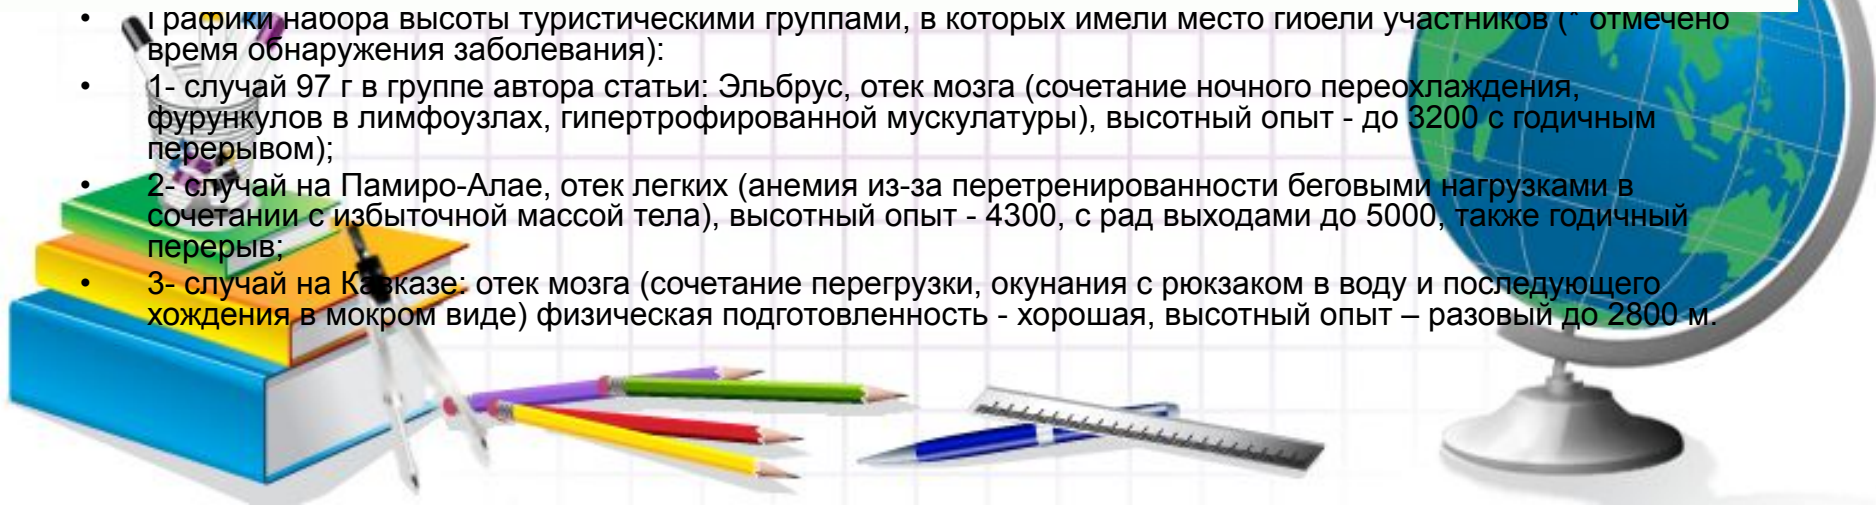 • Графики набора высоты туристическими группами, в которых имели место гибели участников (* отмечено
время обнаружения заболевания):
• 1- случай 97 г в группе автора статьи: Эльбрус, отек мозга (сочетание ночного переохлаждения,
фурункулов в лимфоузлах, гипертрофированной мускулатуры), высотный опыт - до 3200 с годичным
перерывом);
• 2- случай на Памиро-Алае, отек легких (анемия из-за перетренированности беговыми нагрузками в
сочетании с избыточной массой тела), высотный опыт - 4300, с рад выходами до 5000, также годичный
перерыв;
• 3- случай на Кавказе: отек мозга (сочетание перегрузки, окунания с рюкзаком в воду и последующего
хождения в мокром виде) физическая подготовленность - хорошая, высотный опыт – разовый до 2800 м.